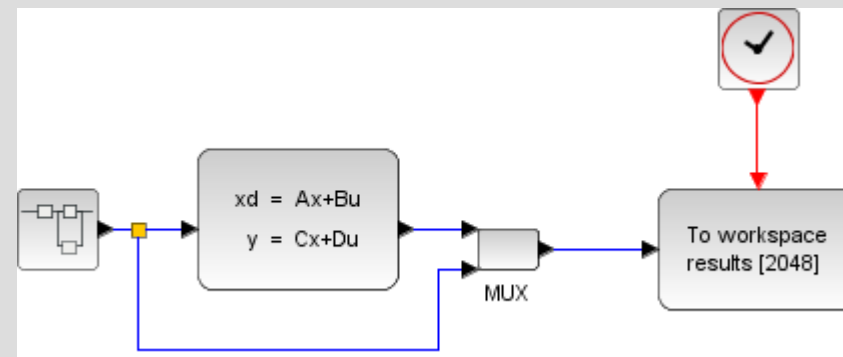 xd = Ax+Bu
y = Cx+Du
MUX
To workspace
results [2048]